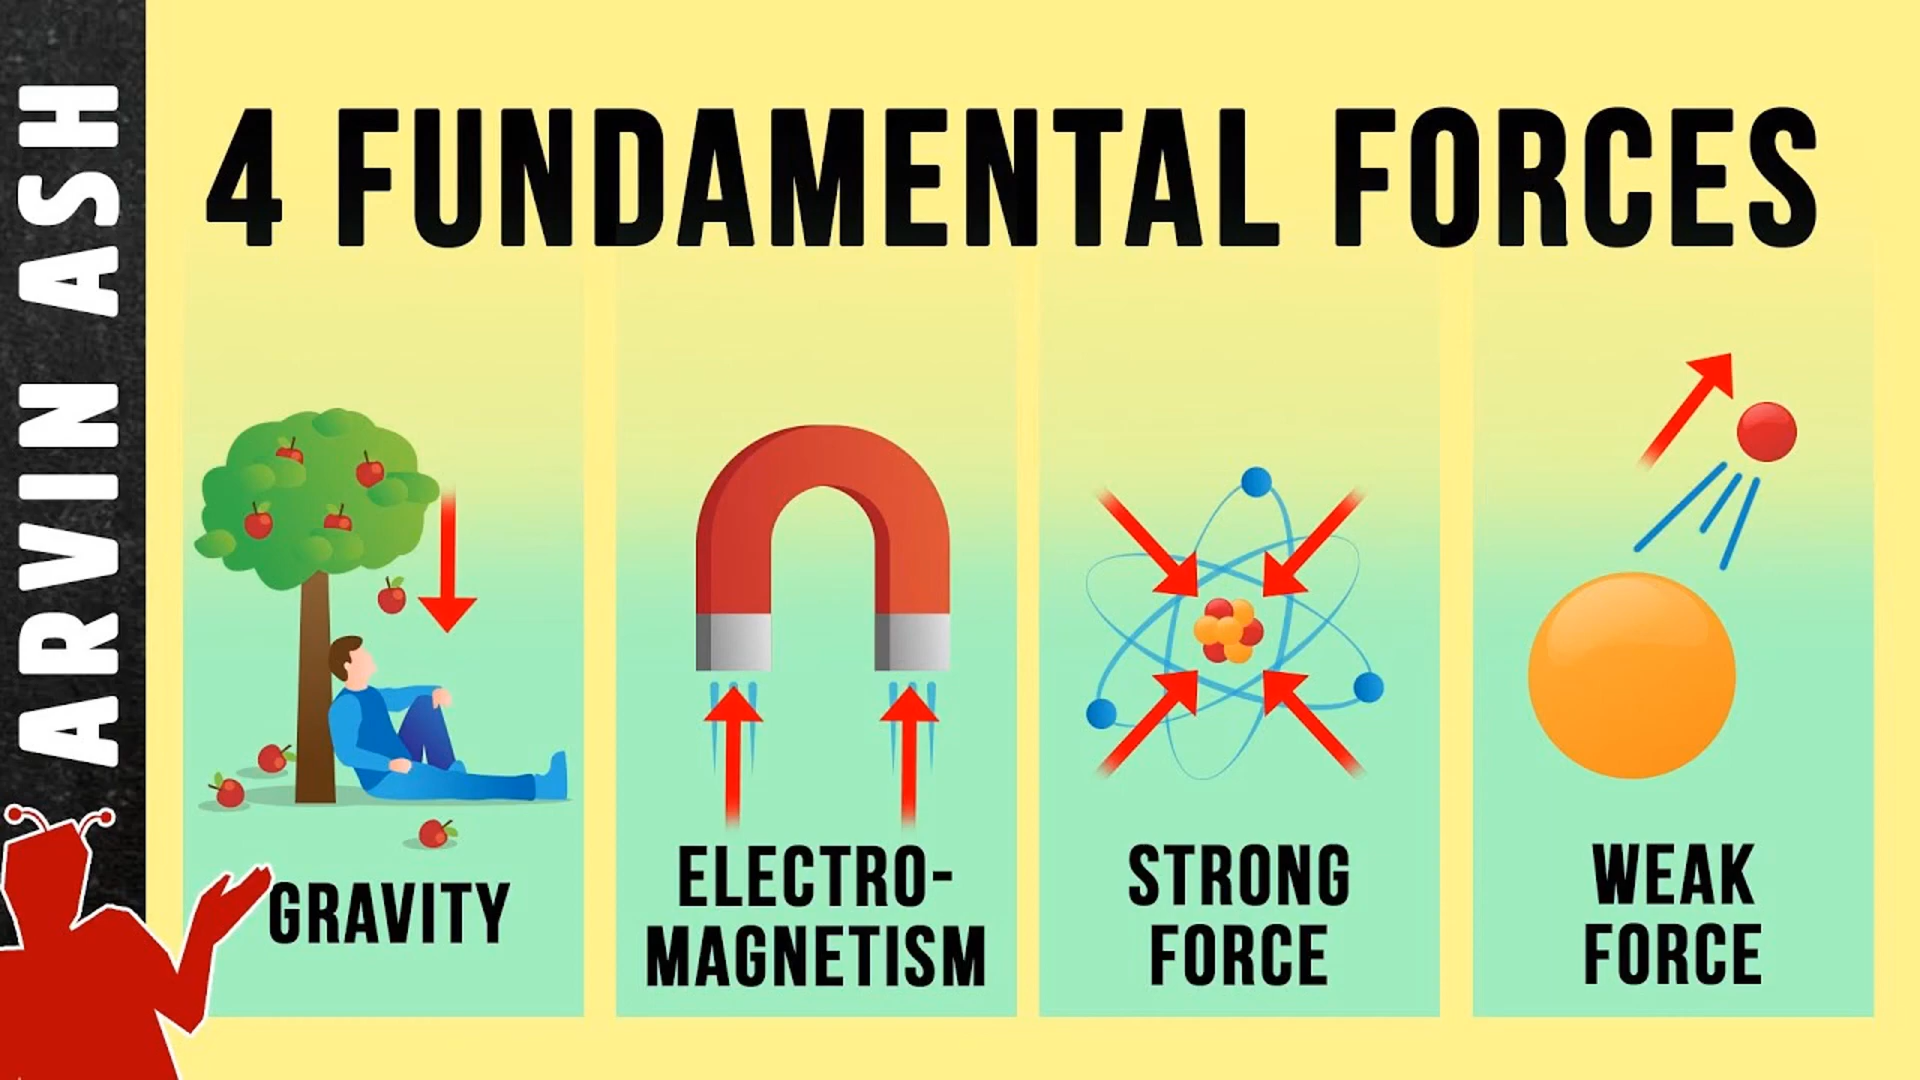 ARVIN ASH
4 FUNDAMENTAL FORCES
GRAVITY
ELECTRO-
MAGNETISM
STRONG
FORCE
WEAK
FORCE